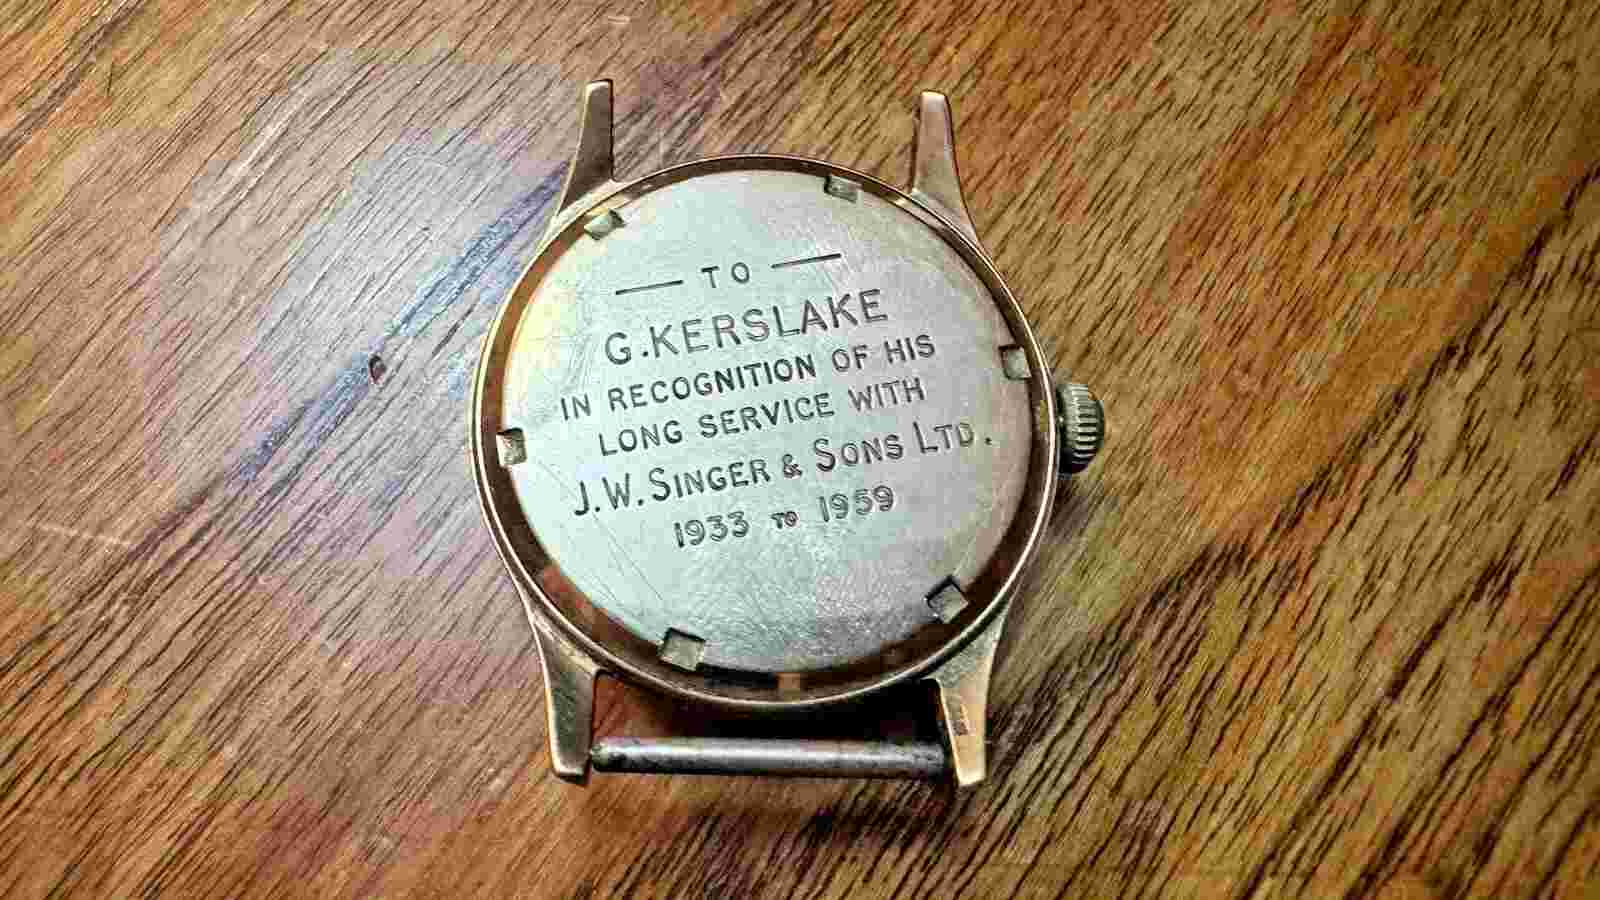 TO
G. KERSLAKE
IN RECOGNITION OF HIS
LONG SERVICE WITH
J. W. SINGER & SONS LTD.
1933 TO 1959